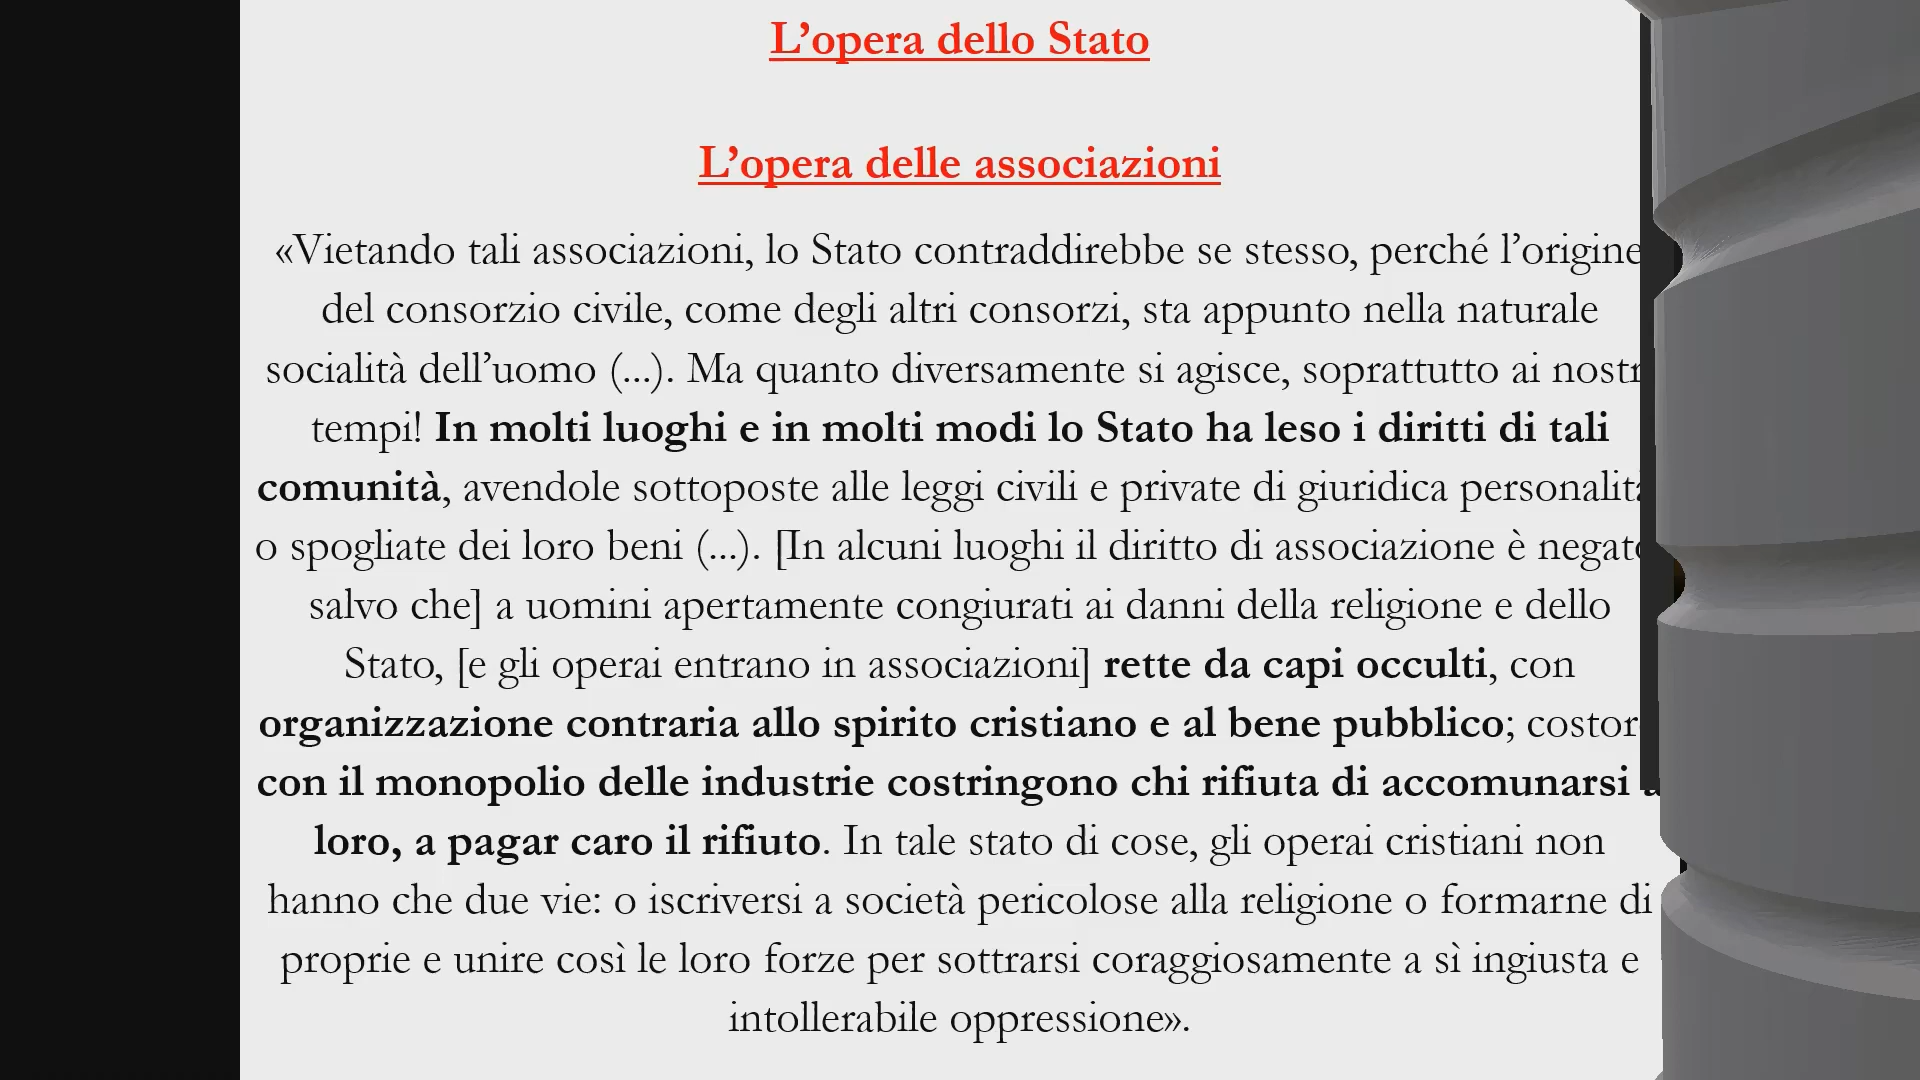 L’opera dello Stato
L’opera delle associazioni
«Vietando tali associazioni, lo Stato contraddirebbe se stesso, perché l’origine
del consorzio civile, come degli altri consorzi, sta appunto nella naturale
socialità dell’uomo (...). Ma quanto diversamente si agisce, soprattutto ai nostr
tempi! In molti luoghi e in molti modi lo Stato ha leso i diritti di tali
comunità, avendole sottoposte alle leggi civili e private di giuridica personalità
o spogliate dei loro beni (...). [In alcuni luoghi il diritto di associazione è negato
salvo che] a uomini apertamente congiurati ai danni della religione e dello
Stato, [e gli operai entrano in associazioni] rette da capi occulti, con
organizzazione contraria allo spirito cristiano e al bene pubblico; costor
con il monopolio delle industrie costringono chi rifiuta di accomunarsi a
loro, a pagar caro il rifiuto. In tale stato di cose, gli operai cristiani non
hanno che due vie: o iscriversi a società pericolose alla religione o formarne di
proprie e unire così le loro forze per sottrarsi coraggiosamente a sì ingiusta e
intollerabile oppressione».